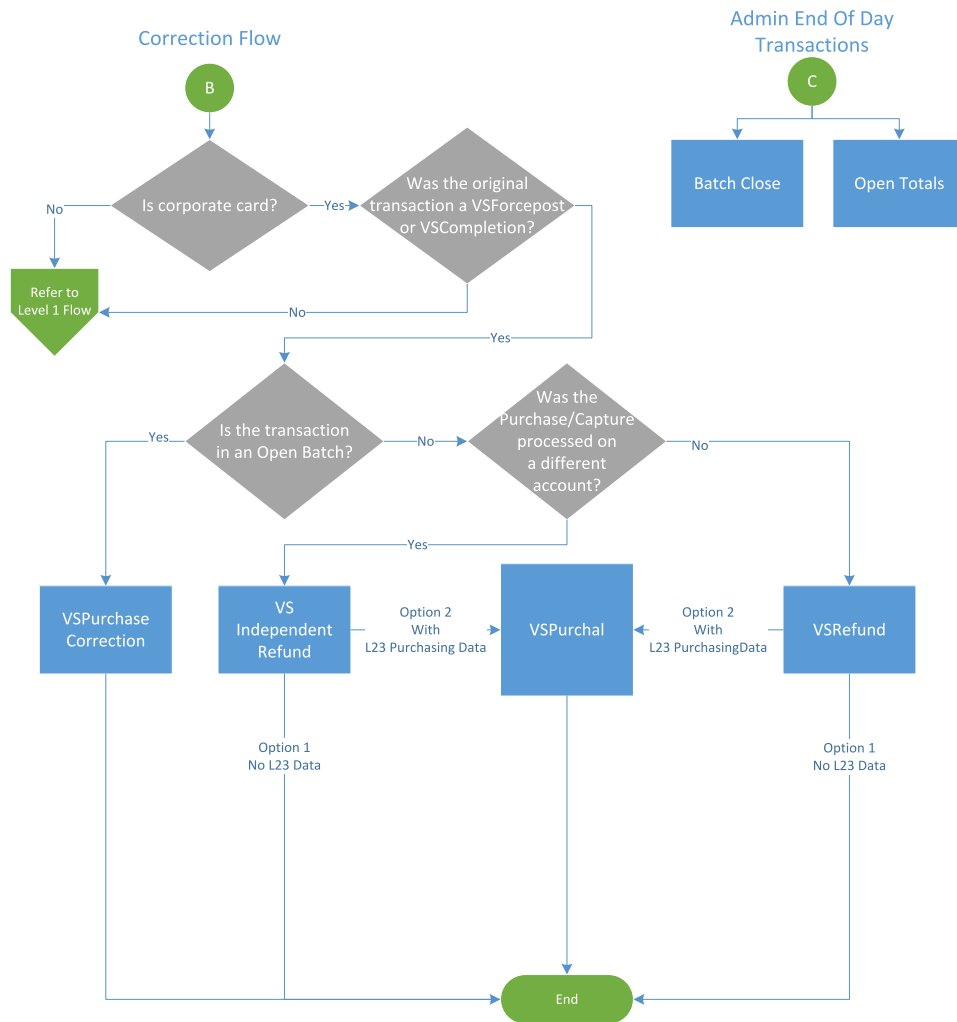 Correction Flow
Admin End Of Day
Transactions
B
C
Is corporate card?
Yes
Was the original
transaction a VSForcepost
or VSCompletion?
Batch Close
Open Totals
No
Refer to
Level 1 Flow
No
Yes
Is the transaction
in an Open Batch?
Yes
No
Was the
Purchase/Capture
processed on
a different
account?
No
Yes
VSPurchase
Correction
VS
Independent
Refund
Option 2
With
L23 Purchasing Data
VSPurchal
Option 2
With
L23 PurchasingData
VSRefund
Option 1
No L23 Data
Option 1
No L23 Data
End